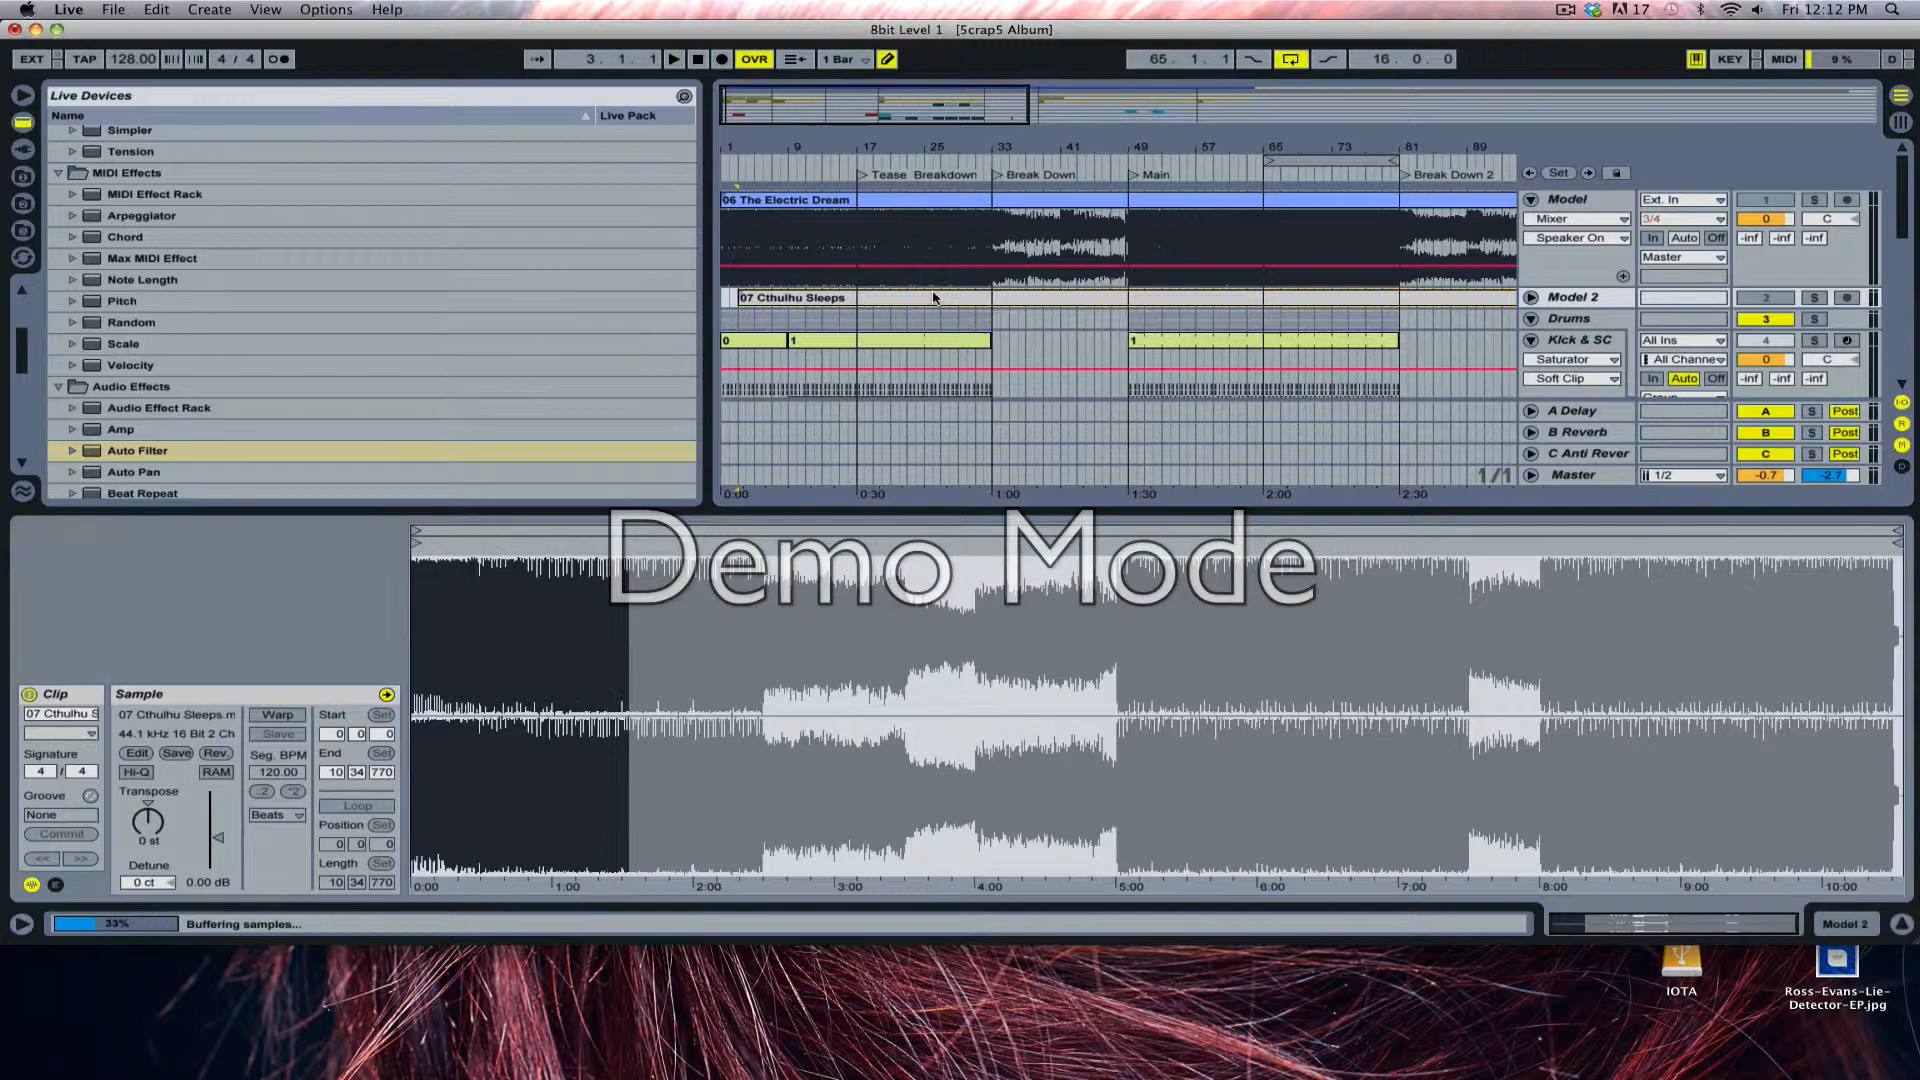 Live File Edit Create View Options Help
17 Fri 12:12 PM
8bit Level 1 [5crap5 Album]
EXT TAP 128.00 4 / 4 3. 1. 1 OVR 1 Bar 65. 1. 1 16. 0. 0 KEY MIDI 9 % D
Live Devices
Name Live Pack
Simpler
Tension
MIDI Effects
MIDI Effect Rack
Arpeggiator
Chord
Max MIDI Effect
Note Length
Pitch
Random
Scale
Velocity
Audio Effects
Audio Effect Rack
Amp
Auto Filter
Auto Pan
Beat Repeat
1 9 17 25 33 41 49 57 65 73 81 89
Tease Breakdown Break Down Main Break Down 2 Set
06 The Electric Dream Model Ext. In 1 S
Mixer 3/4 0 C
Speaker On In Auto Off -inf -inf -inf
Master
07 Cthulhu Sleeps Model 2 2 S
Drums 3 S
0 1 1 KIck & SC All Ins 4 S
Saturator All Channe 0 C
Soft Clip In Auto Off -inf -inf -inf
A Delay A S Post
B Reverb B S Post
C Anti Rever C S Post
1/1 Master 1/2 -0.7 -2.7
0:00 0:30 1:00 1:30 2:00 2:30
Demo Mode
Clip Sample
07 Cthulhu S 07 Cthulhu Sleeps.m Warp Start Set
44.1 kHz 16 Bit 2 Ch Slave 0 0 0
Signature Edit Save Rev. Seg. BPM End Set
4 / 4 Hi-Q RAM 120.00 10 34 770
Groove Transpose :2 *2
None Beats Loop
Commit 0 st Position Set
<< >> 0 0 0
Detune Length Set
0 ct 0.00 dB 10 34 770
0:00 1:00 2:00 3:00 4:00 5:00 6:00 7:00 8:00 9:00 10:00
33% Buffering samples... Model 2
IOTA
Ross-Evans-Lie-
Detector-EP.jpg